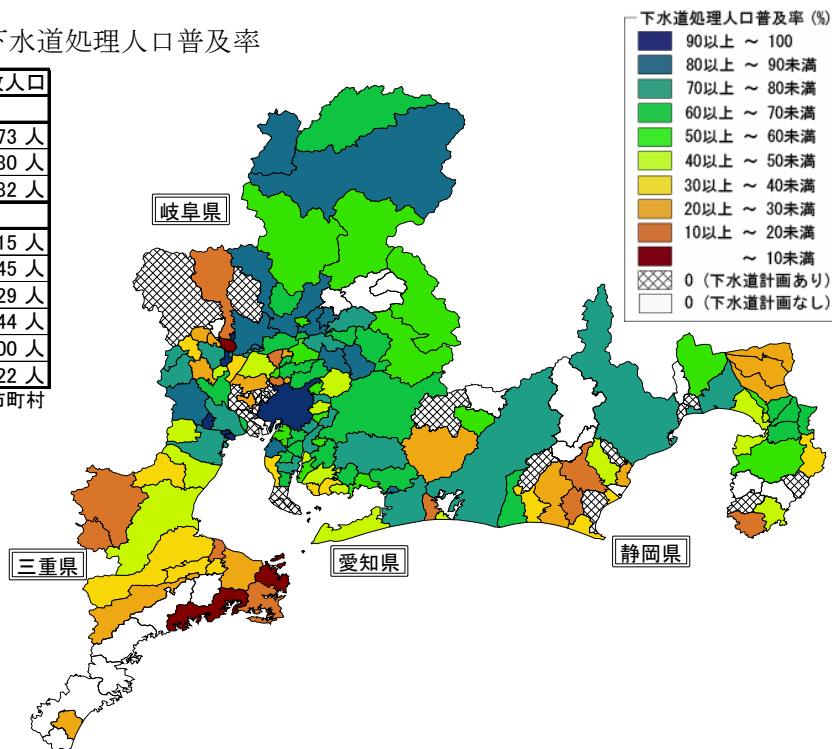 下水道処理人口普及率
人口
73 人
30 人
32 人
15 人
45 人
29 人
44 人
00 人
22 人
市町村
下水道処理人口普及率 (%)
90以上 ～ 100
80以上 ～ 90未満
70以上 ～ 80未満
60以上 ～ 70未満
50以上 ～ 60未満
40以上 ～ 50未満
30以上 ～ 40未満
20以上 ～ 30未満
10以上 ～ 20未満
～ 10未満
0 (下水道計画あり)
0 (下水道計画なし)
岐阜県
三重県
愛知県
静岡県